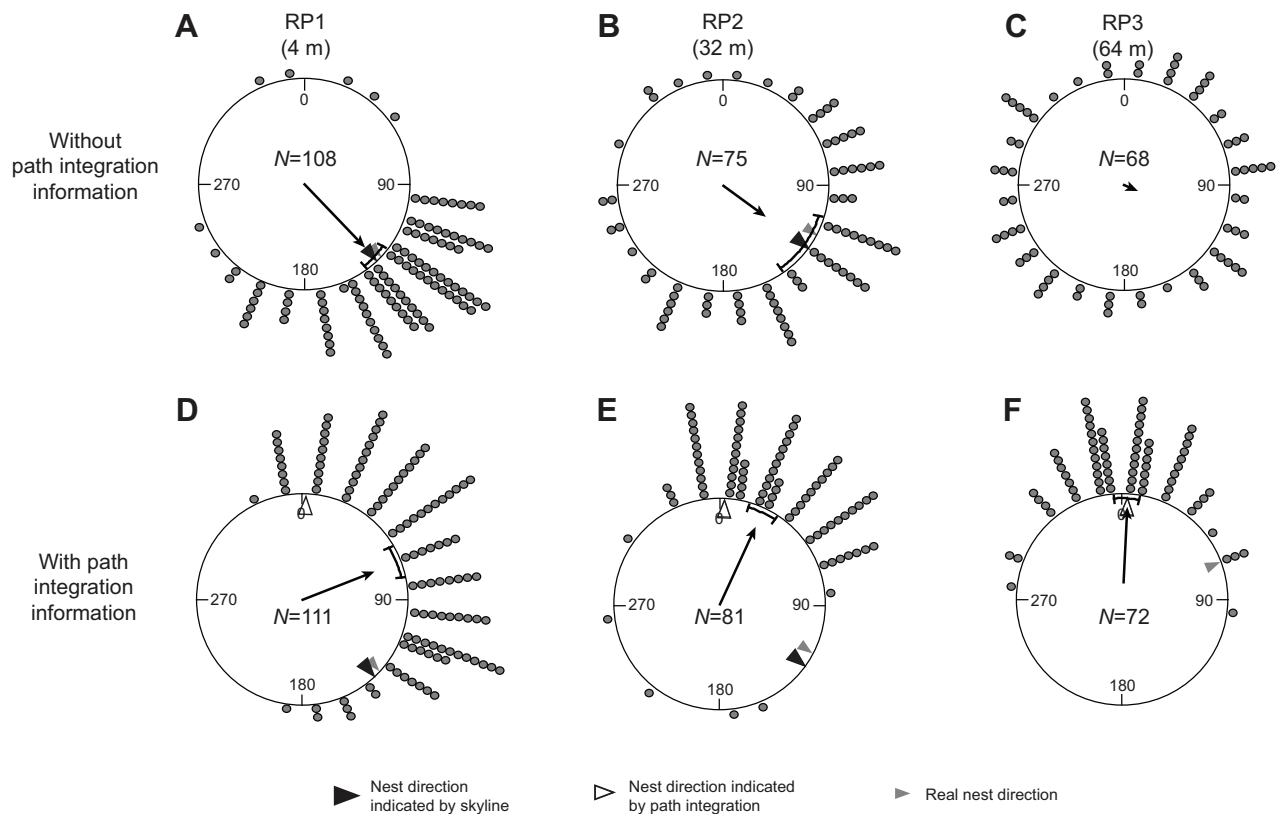 A
RP1
(4 m)
B
RP2
(32 m)
C
RP3
(64 m)
Without
path integration
information
0
90
180
270
N=108
0
90
180
270
N=75
0
90
180
270
N=68
D
E
F
With path
integration
information
0
90
180
270
N=111
0
90
180
270
N=81
0
90
180
270
N=72
Nest direction
indicated by skyline
Nest direction indicated
by path integration
Real nest direction